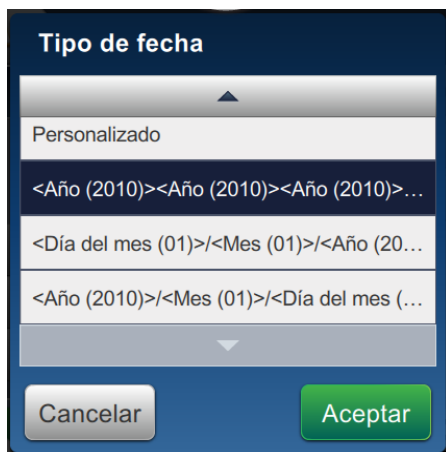 Tipo de fecha
Personalizado
<Año (2010)><Año (2010)><Año (2010)>...
<Día del mes (01)>/<Mes (01)>/<Año (20...
<Año (2010)>/<Mes (01)>/<Día del mes (...
Cancelar
Aceptar